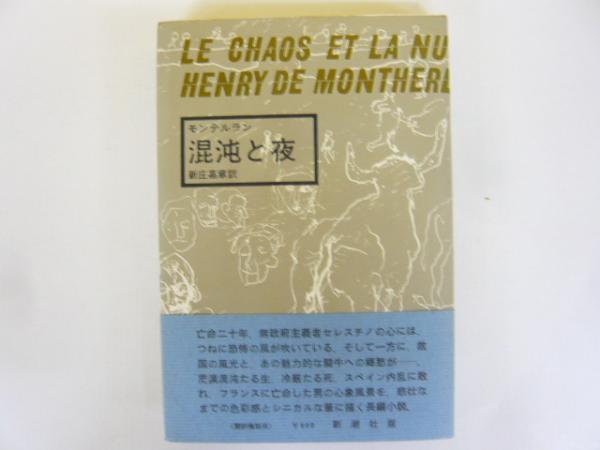 LE CHAOS ET LA NU
HENRY DE MONTHERL
モンテルラン
混沌と夜
新庄嘉章訳
亡命二十年、無政府主義者セレスチノの心には、
つねに恐怖の風が吹いている。そして一方に、故
国の風光と、あの魅力的な闘牛への郷愁が──。
荒漠混沌たる生、冷厳たる死、スペイン内乱に敗
れ、フランスに亡命した男の心象風景を、悲壮な
までの色彩感とシニカルな筆に描く長編小説。
新潮社版